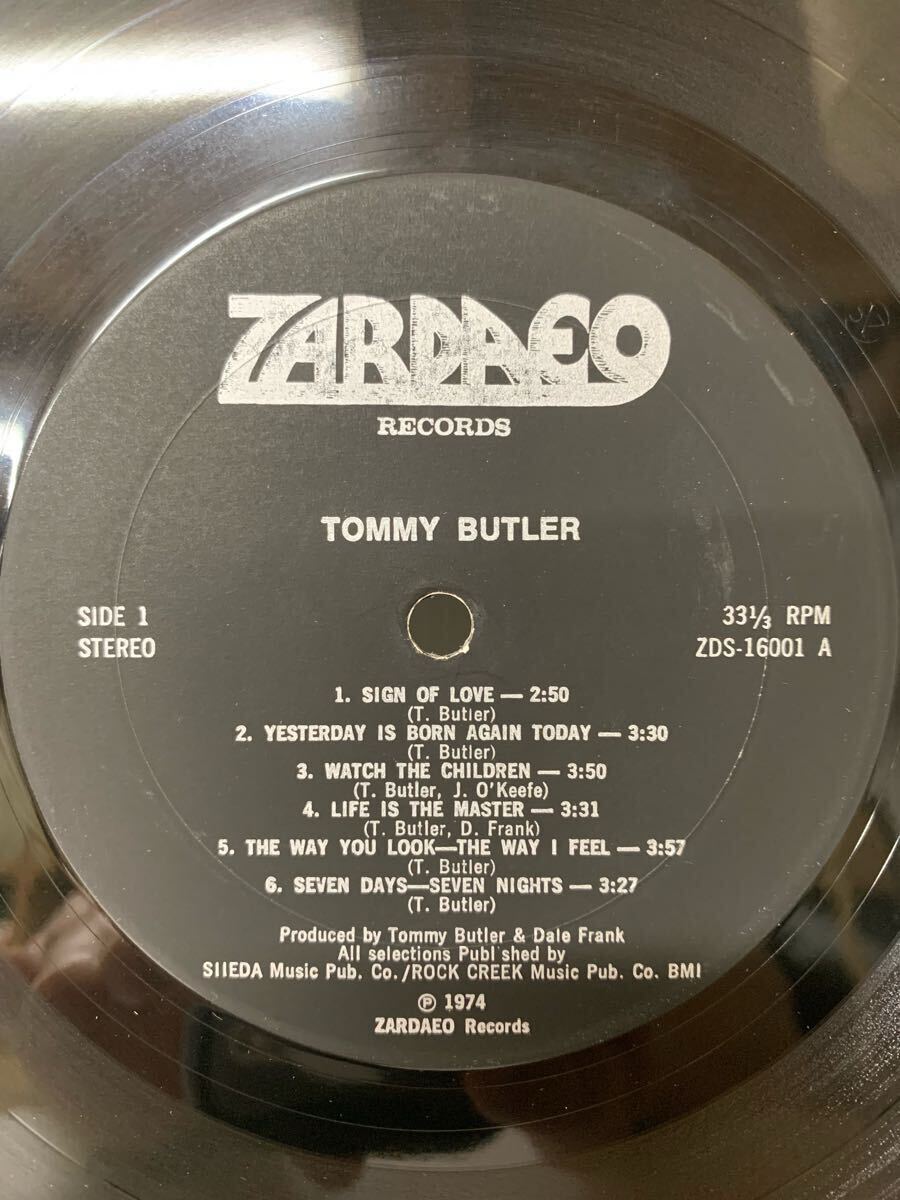 ZARDAEO
RECORDS
TOMMY BUTLER
SIDE 1
STEREO
33⅓ RPM
ZDS-16001 A
1. SIGN OF LOVE — 2:50
(T. Butler)
2. YESTERDAY IS BORN AGAIN TODAY — 3:30
(T. Butler)
3. WATCH THE CHILDREN — 3:50
(T. Butler, J. O'Keefe)
4. LIFE IS THE MASTER — 3:31
(T. Butler, D. Frank)
5. THE WAY YOU LOOK—THE WAY I FEEL — 3:57
(T. Butler)
6. SEVEN DAYS—SEVEN NIGHTS — 3:27
(T. Butler)
Produced by Tommy Butler & Dale Frank
All selections Publ shed by
SIIEDA Music Pub. Co./ROCK CREEK Music Pub. Co. BMI
℗ 1974
ZARDAEO Records